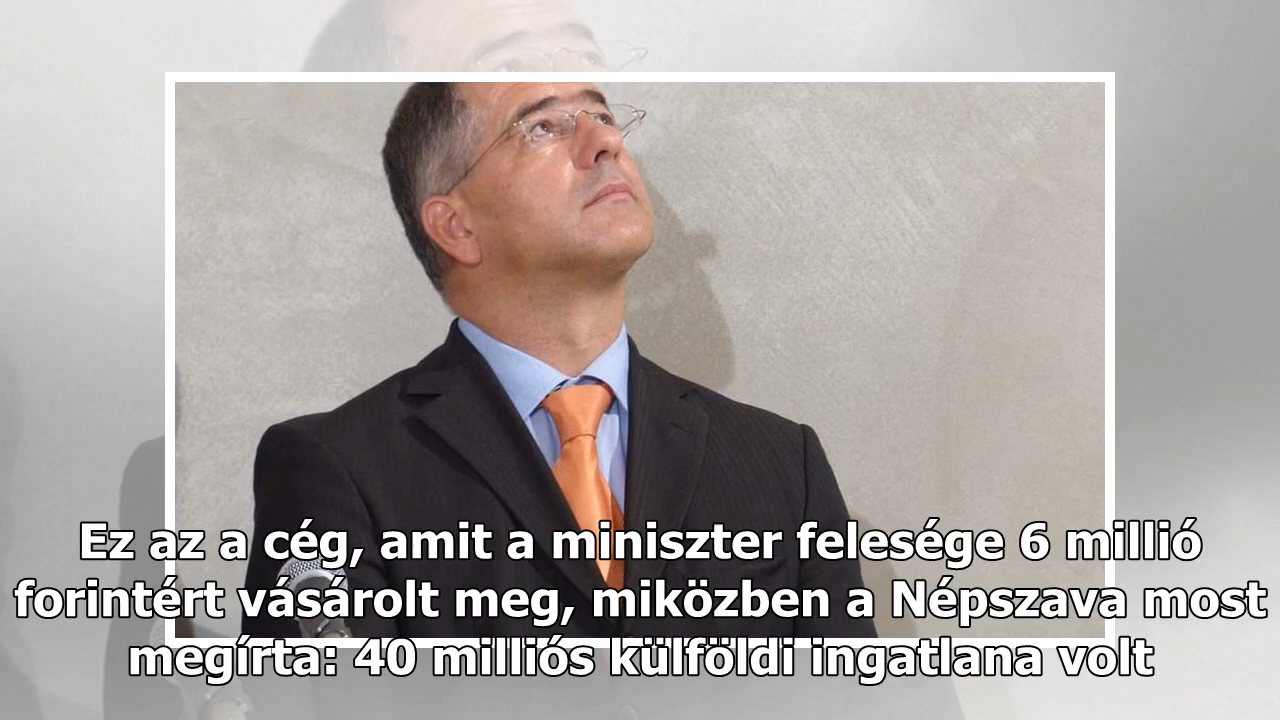 Ez az a cég, amit a miniszter felesége 6 millió
forintért vásárolt meg, miközben a Népszava most
megírta: 40 milliós külföldi ingatlana volt